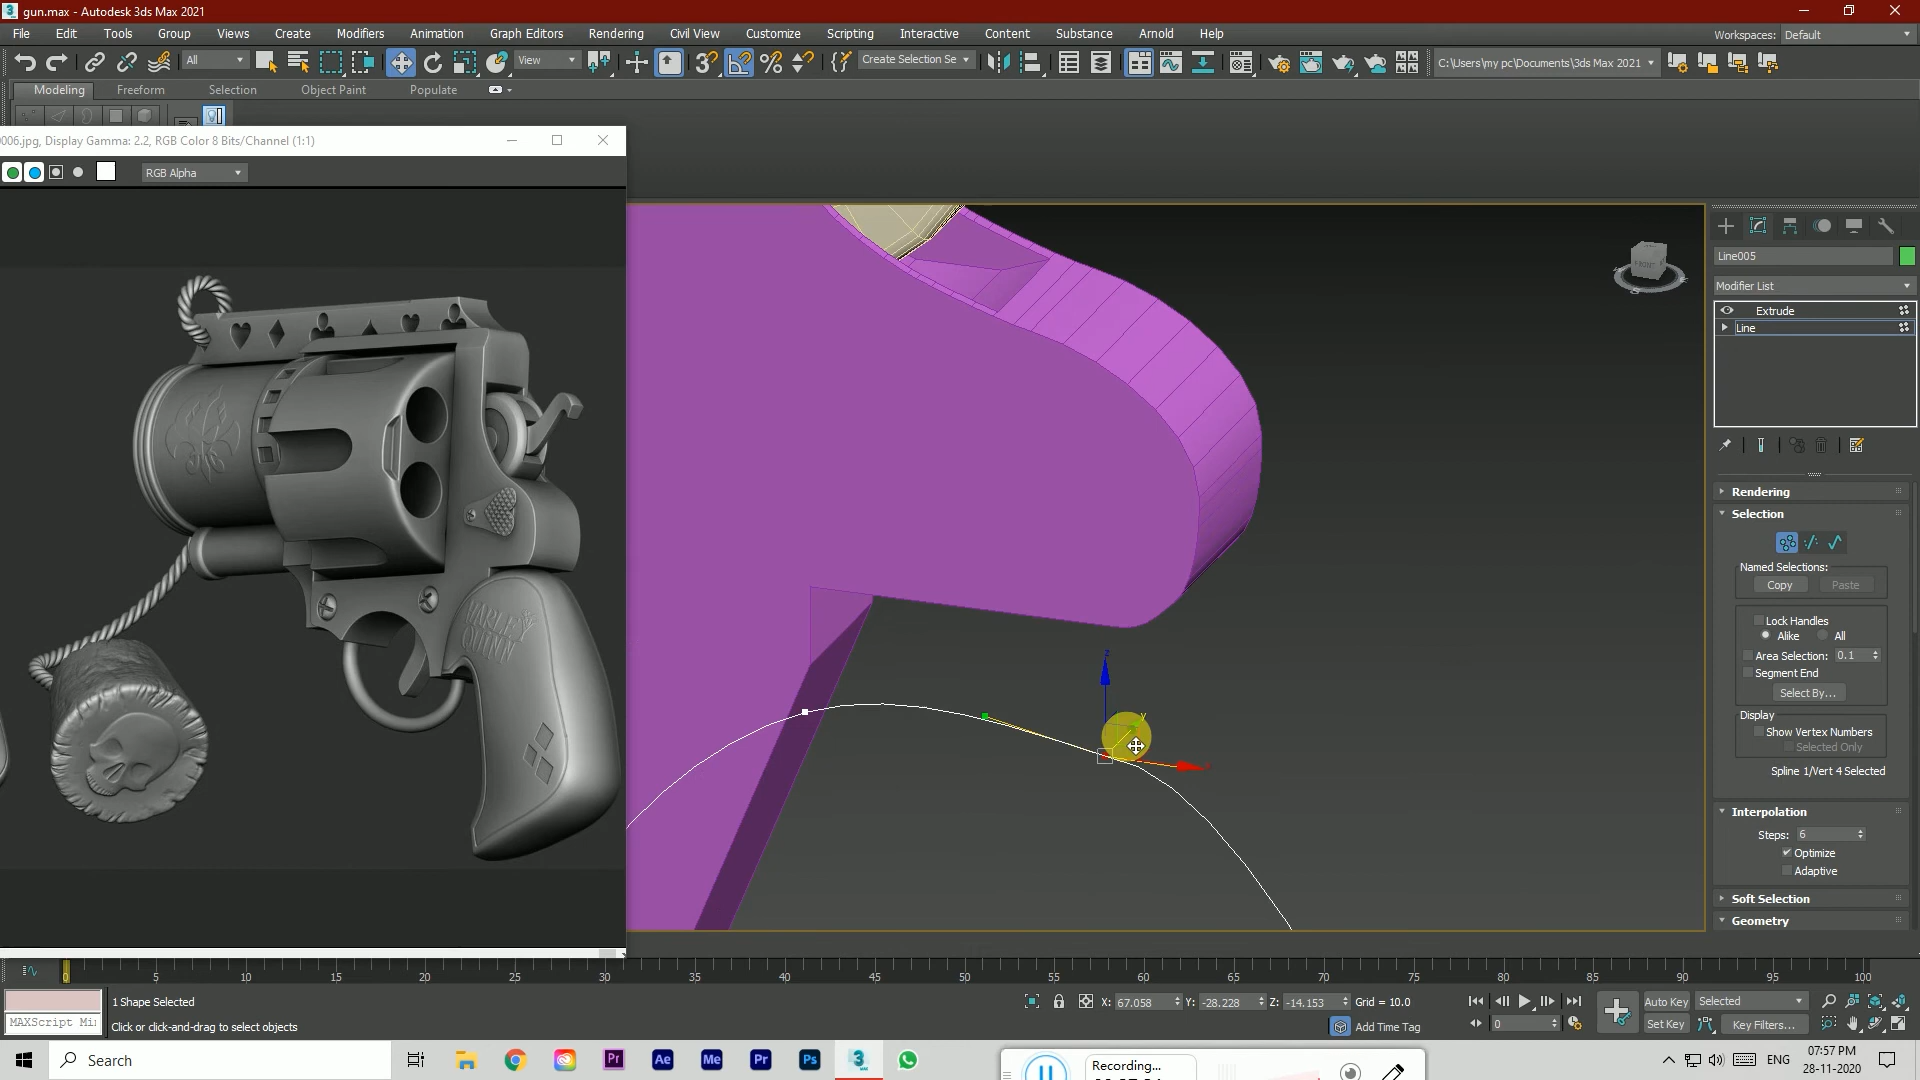 gun.max - Autodesk 3ds Max 2021
File Edit Tools Group Views Create Modifiers Animation Graph Editors Rendering Civil View Customize Scripting Interactive Content Substance Arnold Help
Workspaces: Default
All View Create Selection Se C:\Users\my pc\Documents\3ds Max 2021
Modeling Freeform Selection Object Paint Populate
0006.jpg, Display Gamma: 2.2, RGB Color 8 Bits/Channel (1:1)
RGB Alpha
HARLEY
QUINN
FRONT
z
y
Line005
Modifier List
Extrude
Line
Rendering
Selection
Named Selections:
Copy Paste
Lock Handles
Alike All
Area Selection: 0.1
Segment End
Select By...
Display
Show Vertex Numbers
Selected Only
Spline 1/Vert 4 Selected
Interpolation
Steps: 6
Optimize
Adaptive
Soft Selection
Geometry
0 5 10 15 20 25 30 35 40 45 50 55 60 65 70 75 80 85 90 95 100
1 Shape Selected
X: 67.058 Y: -28.228 Z: -14.153 Grid = 10.0
Auto Key Selected
MAXScript Mi
Click or click-and-drag to select objects
Add Time Tag
0
Set Key Key Filters...
Search
Recording...
ENG
07:57 PM
28-11-2020